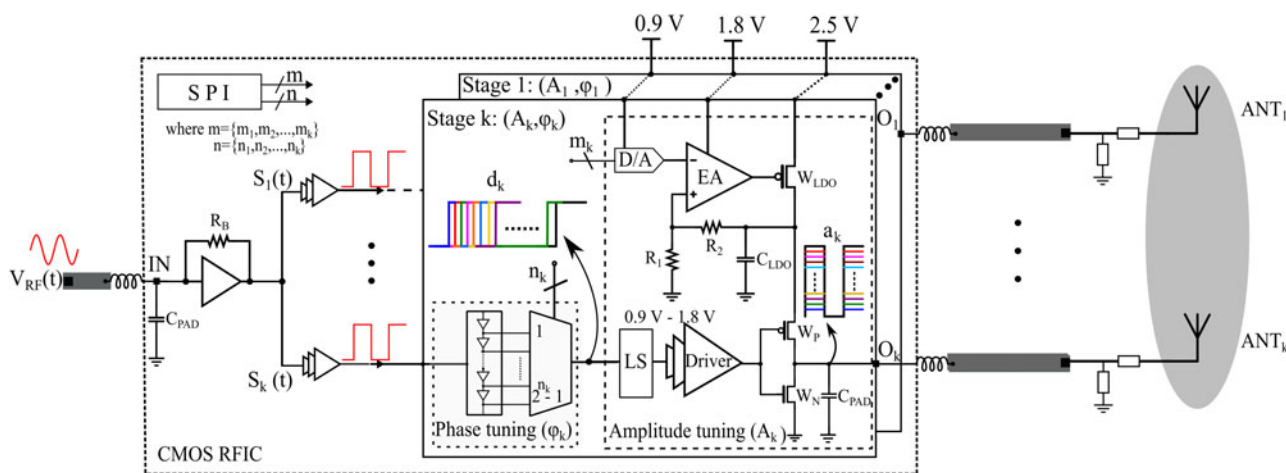 0.9 V 1.8 V 2.5 V
SPI
m
n
where m={m1,m2,...,mk}
n={n1,n2,...,nk}
Stage 1: (A1,φ1)
Stage k: (Ak,φk)
O1
ANT1
mk
D/A
EA
WLDO
S1(t)
dk
RB
R2
R1
CLDO
ak
VRF(t)
IN
nk
CPAD
0.9 V - 1.8 V
WP
1
LS
Driver
Ok
ANTk
Sk (t)
2nk - 1
WN
CPAD
Phase tuning (φk)
Amplitude tuning (Ak)
CMOS RFIC